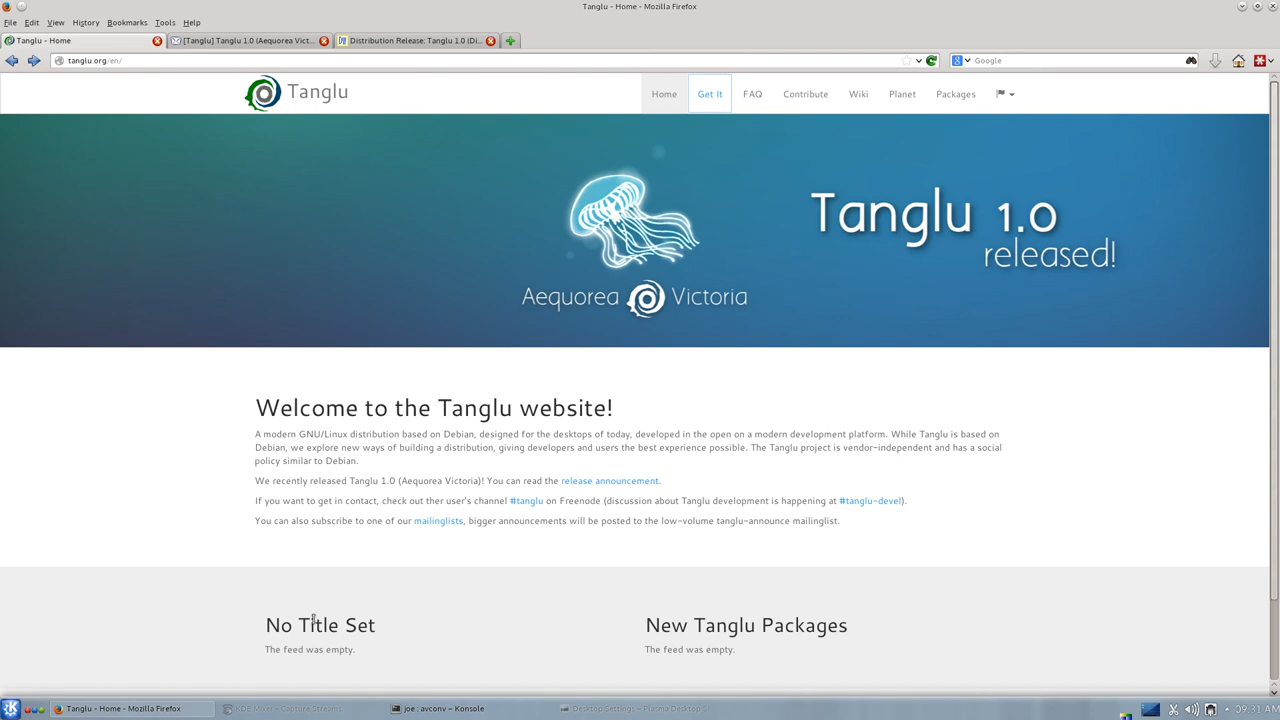 Tanglu - Home - Mozilla Firefox
File Edit View History Bookmarks Tools Help
Tanglu - Home
[Tanglu] Tanglu 1.0 (Aequorea Vict...
Distribution Release: Tanglu 1.0 (Di...
tanglu.org/en/
Google
Tanglu
Home Get It FAQ Contribute Wiki Planet Packages
Tanglu 1.0
released!
Aequorea Victoria
Welcome to the Tanglu website!
A modern GNU/Linux distribution based on Debian, designed for the desktops of today, developed in the open on a modern development platform. While Tanglu is based on
Debian, we explore new ways of building a distribution, giving developers and users the best experience possible. The Tanglu project is vendor-independent and has a social
policy similar to Debian.
We recently released Tanglu 1.0 (Aequorea Victoria)! You can read the release announcement.
If you want to get in contact, check out ther user's channel #tanglu on Freenode (discussion about Tanglu development is happening at #tanglu-devel).
You can also subscribe to one of our mailinglists, bigger announcements will be posted to the low-volume tanglu-announce mailinglist.
No Title Set
The feed was empty.
New Tanglu Packages
The feed was empty.
Tanglu - Home - Mozilla Firefox
KDE Mixer - Capture Streams
joe : avconv – Konsole
Desktop Settings – Plasma Desktop S
09:31 AM